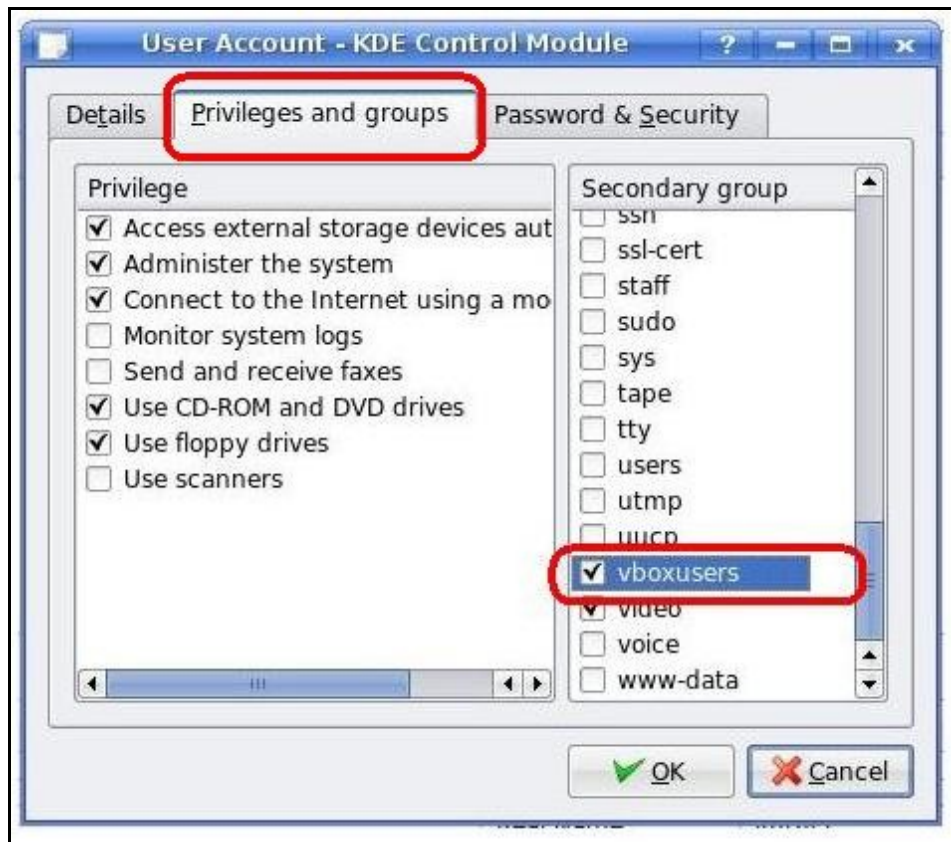 User Account - KDE Control Module
Details
Privileges and groups
Password & Security
Privilege
Access external storage devices aut
Administer the system
Connect to the Internet using a mo
Monitor system logs
Send and receive faxes
Use CD-ROM and DVD drives
Use floppy drives
Use scanners
Secondary group
ssh
ssl-cert
staff
sudo
sys
tape
tty
users
utmp
uucp
vboxusers
video
voice
www-data
OK
Cancel